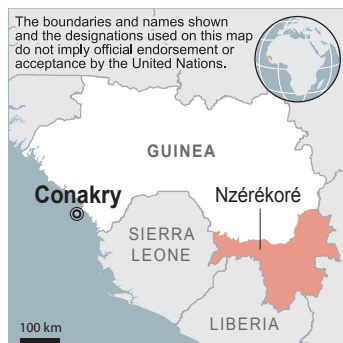 The boundaries and names shown
and the designations used on this map
do not imply official endorsement or
acceptance by the United Nations.
GUINEA
Conakry
Nzérékoré
SIERRA
LEONE
LIBERIA
100 km